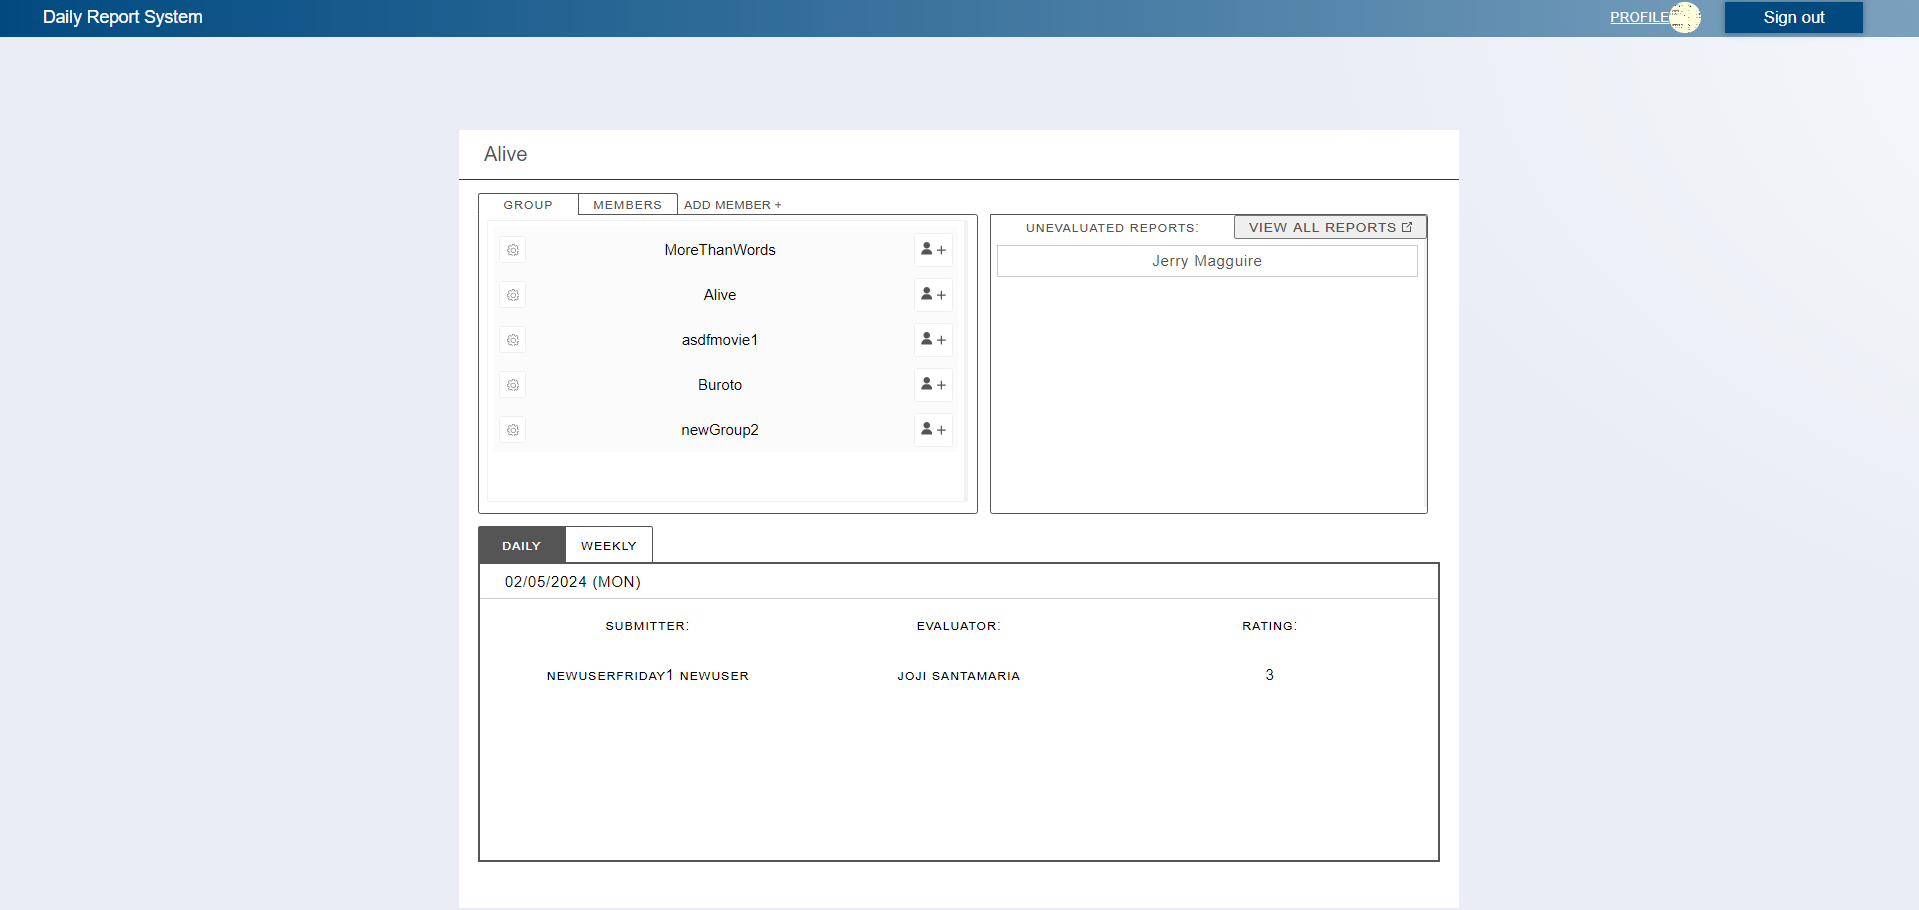 Daily Report System
PROFILE
Sign out
Alive
GROUP
MEMBERS
ADD MEMBER +
MoreThanWords
Alive
asdfmovie1
Buroto
newGroup2
UNEVALUATED REPORTS:
VIEW ALL REPORTS
Jerry Magguire
DAILY
WEEKLY
02/05/2024 (MON)
SUBMITTER:
EVALUATOR:
RATING:
NEWUSERFRIDAY1 NEWUSER
JOJI SANTAMARIA
3